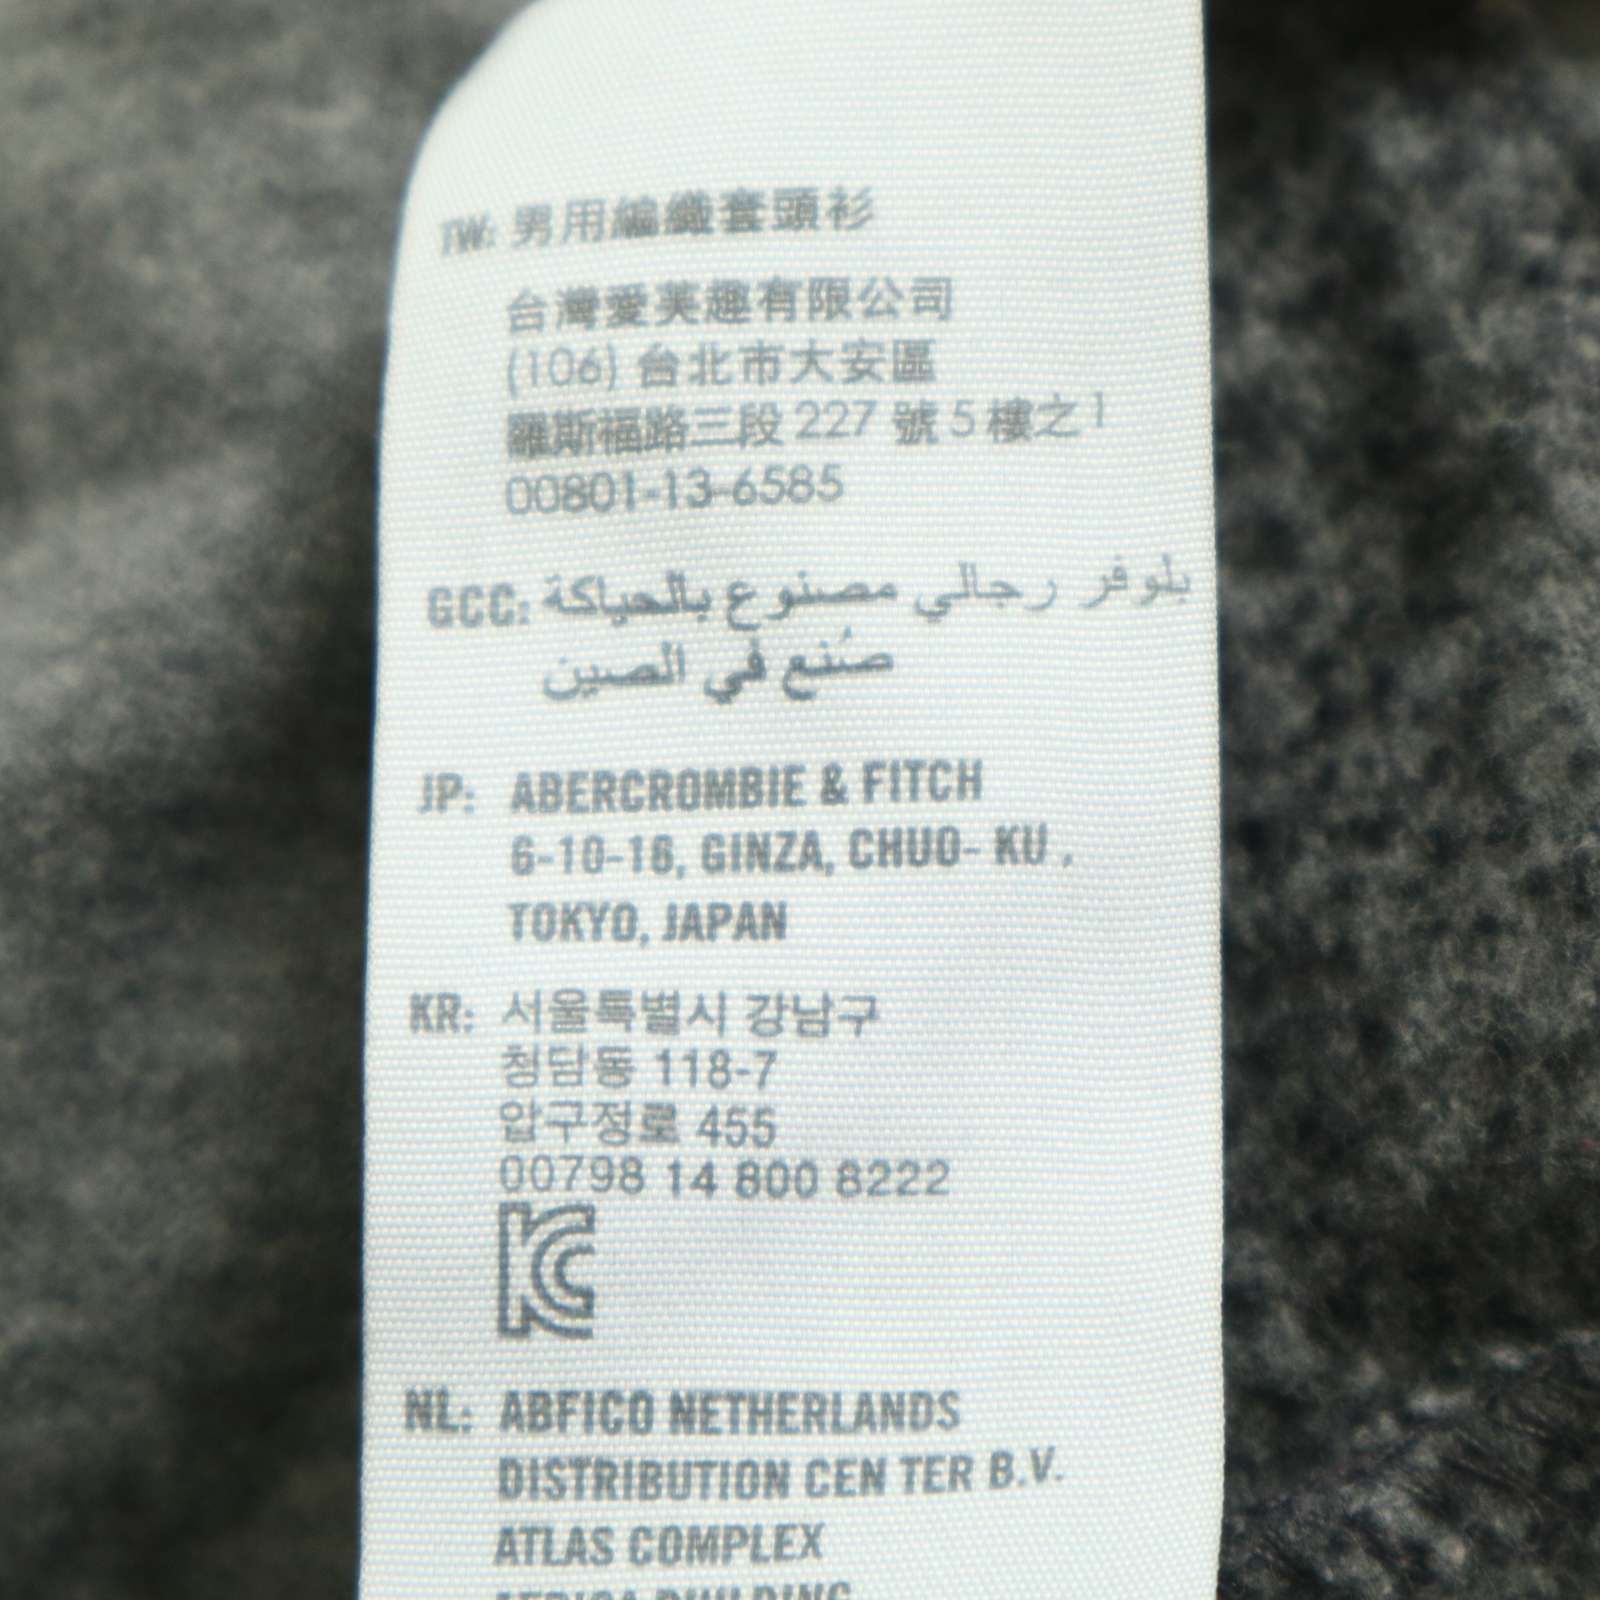 TW: 男用編織套頭衫
台灣愛芙趣有限公司
(106) 台北市大安區
羅斯福路三段 227 號 5 樓之 1
00801-13-6585
GCC: بلوفر رجالي مصنوع بالحياكة
صُنع في الصين
JP: ABERCROMBIE & FITCH
6-10-16, GINZA, CHUO- KU ,
TOKYO, JAPAN
KR: 서울특별시 강남구
청담동 118-7
압구정로 455
00798 14 800 8222
KC
NL: ABFICO NETHERLANDS
DISTRIBUTION CEN TER B.V.
ATLAS COMPLEX
AFRICA BUILDING